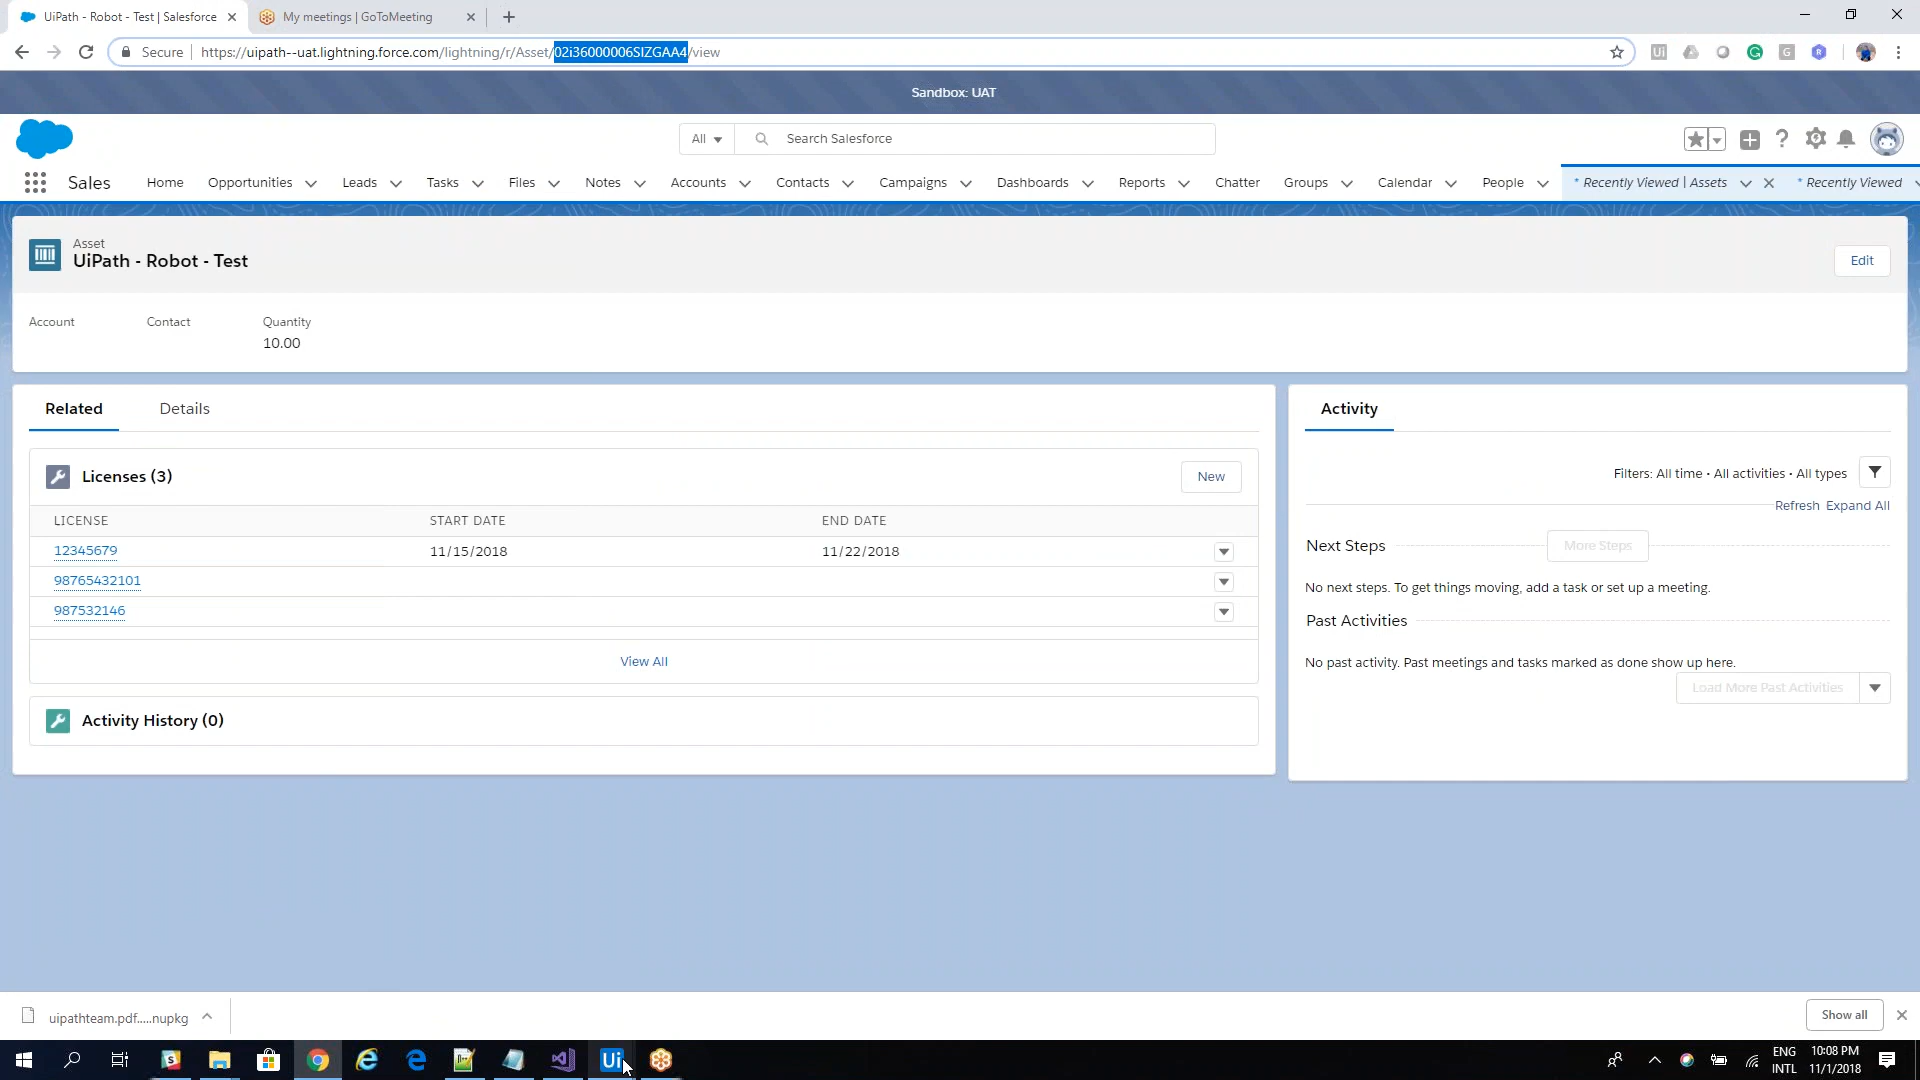 UiPath - Robot - Test | Salesforce
My meetings | GoToMeeting
Secure
https://uipath--uat.lightning.force.com/lightning/r/Asset/02i36000006SIZGAA4/view
Sandbox: UAT
All
Search Salesforce
Sales
Home
Opportunities
Leads
Tasks
Files
Notes
Accounts
Contacts
Campaigns
Dashboards
Reports
Chatter
Groups
Calendar
People
* Recently Viewed | Assets
* Recently Viewed
Asset
UiPath - Robot - Test
Edit
Account
Contact
Quantity
10.00
Related
Details
Licenses (3)
New
LICENSE
START DATE
END DATE
12345679
11/15/2018
11/22/2018
98765432101
987532146
View All
Activity History (0)
Activity
Filters: All time • All activities • All types
Refresh
Expand All
Next Steps
More Steps
No next steps. To get things moving, add a task or set up a meeting.
Past Activities
No past activity. Past meetings and tasks marked as done show up here.
Load More Past Activities
uipathteam.pdf.....nupkg
Show all
Ui
ENG
INTL
10:08 PM
11/1/2018